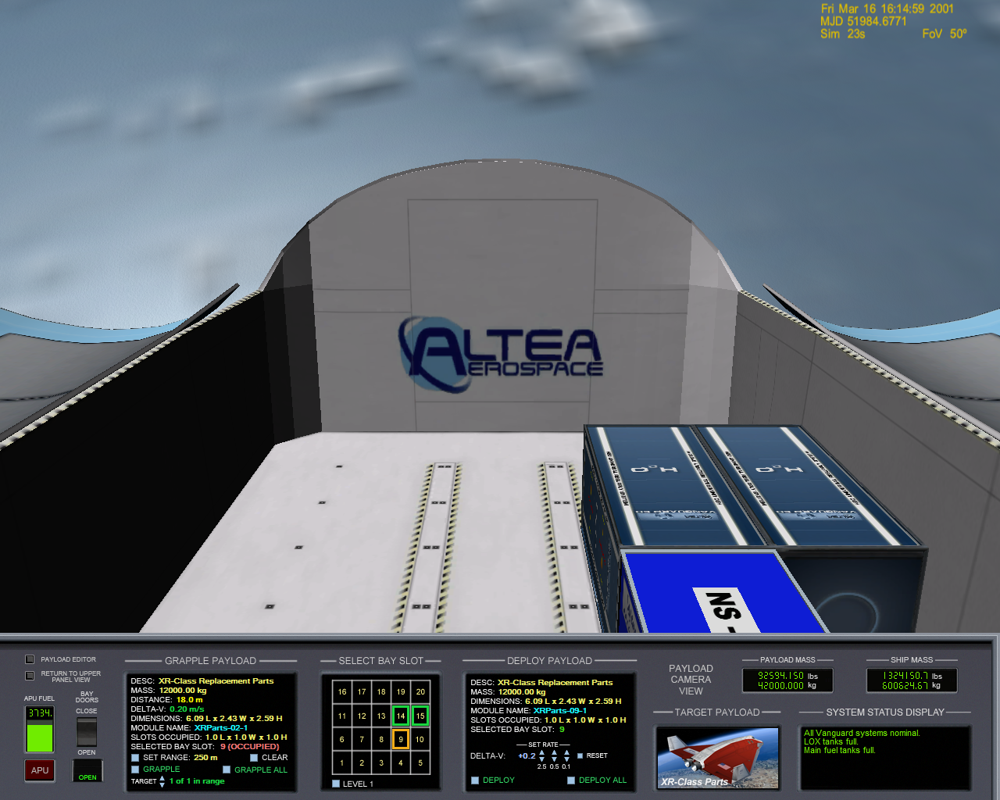 Fri Mar 16 16:14:59 2001
MJD 51984.6771
Sim 23s FoV 50°
ALTEA
AEROSPACE
H2O H2O
NS -
PAYLOAD EDITOR
RETURN TO UPPER
PANEL VIEW
APU FUEL
3734.
APU
BAY
DOORS
CLOSE
OPEN
OPEN
GRAPPLE PAYLOAD
DESC: XR-Class Replacement Parts
MASS: 12000.00 kg
DISTANCE: 18.0 m
DELTA-V: 0.20 m/s
DIMENSIONS: 6.09 L x 2.43 W x 2.59 H
MODULE NAME: XRParts-02-1
SLOTS OCCUPIED: 1.0 L x 1.0 W x 1.0 H
SELECTED BAY SLOT: 9 (OCCUPIED)
SET RANGE: 250 m CLEAR
GRAPPLE GRAPPLE ALL
TARGET 1 of 1 in range
SELECT BAY SLOT
16 17 18 19 20
11 12 13 14 15
6 7 8 9 10
1 2 3 4 5
LEVEL 1
DEPLOY PAYLOAD
DESC: XR-Class Replacement Parts
MASS: 12000.00 kg
DIMENSIONS: 6.09 L x 2.43 W x 2.59 H
MODULE NAME: XRParts-09-1
SLOTS OCCUPIED: 1.0 L x 1.0 W x 1.0 H
SELECTED BAY SLOT: 9
SET RATE
DELTA-V: +0.2 RESET
2.5 0.5 0.1
DEPLOY DEPLOY ALL
PAYLOAD
CAMERA
VIEW
PAYLOAD MASS
92594.150 lbs
42000.000 kg
SHIP MASS
1324150.7 lbs
600624.67 kg
TARGET PAYLOAD
XR-Class Parts
SYSTEM STATUS DISPLAY
All Vanguard systems nominal.
LOX tanks full.
Main fuel tanks full.